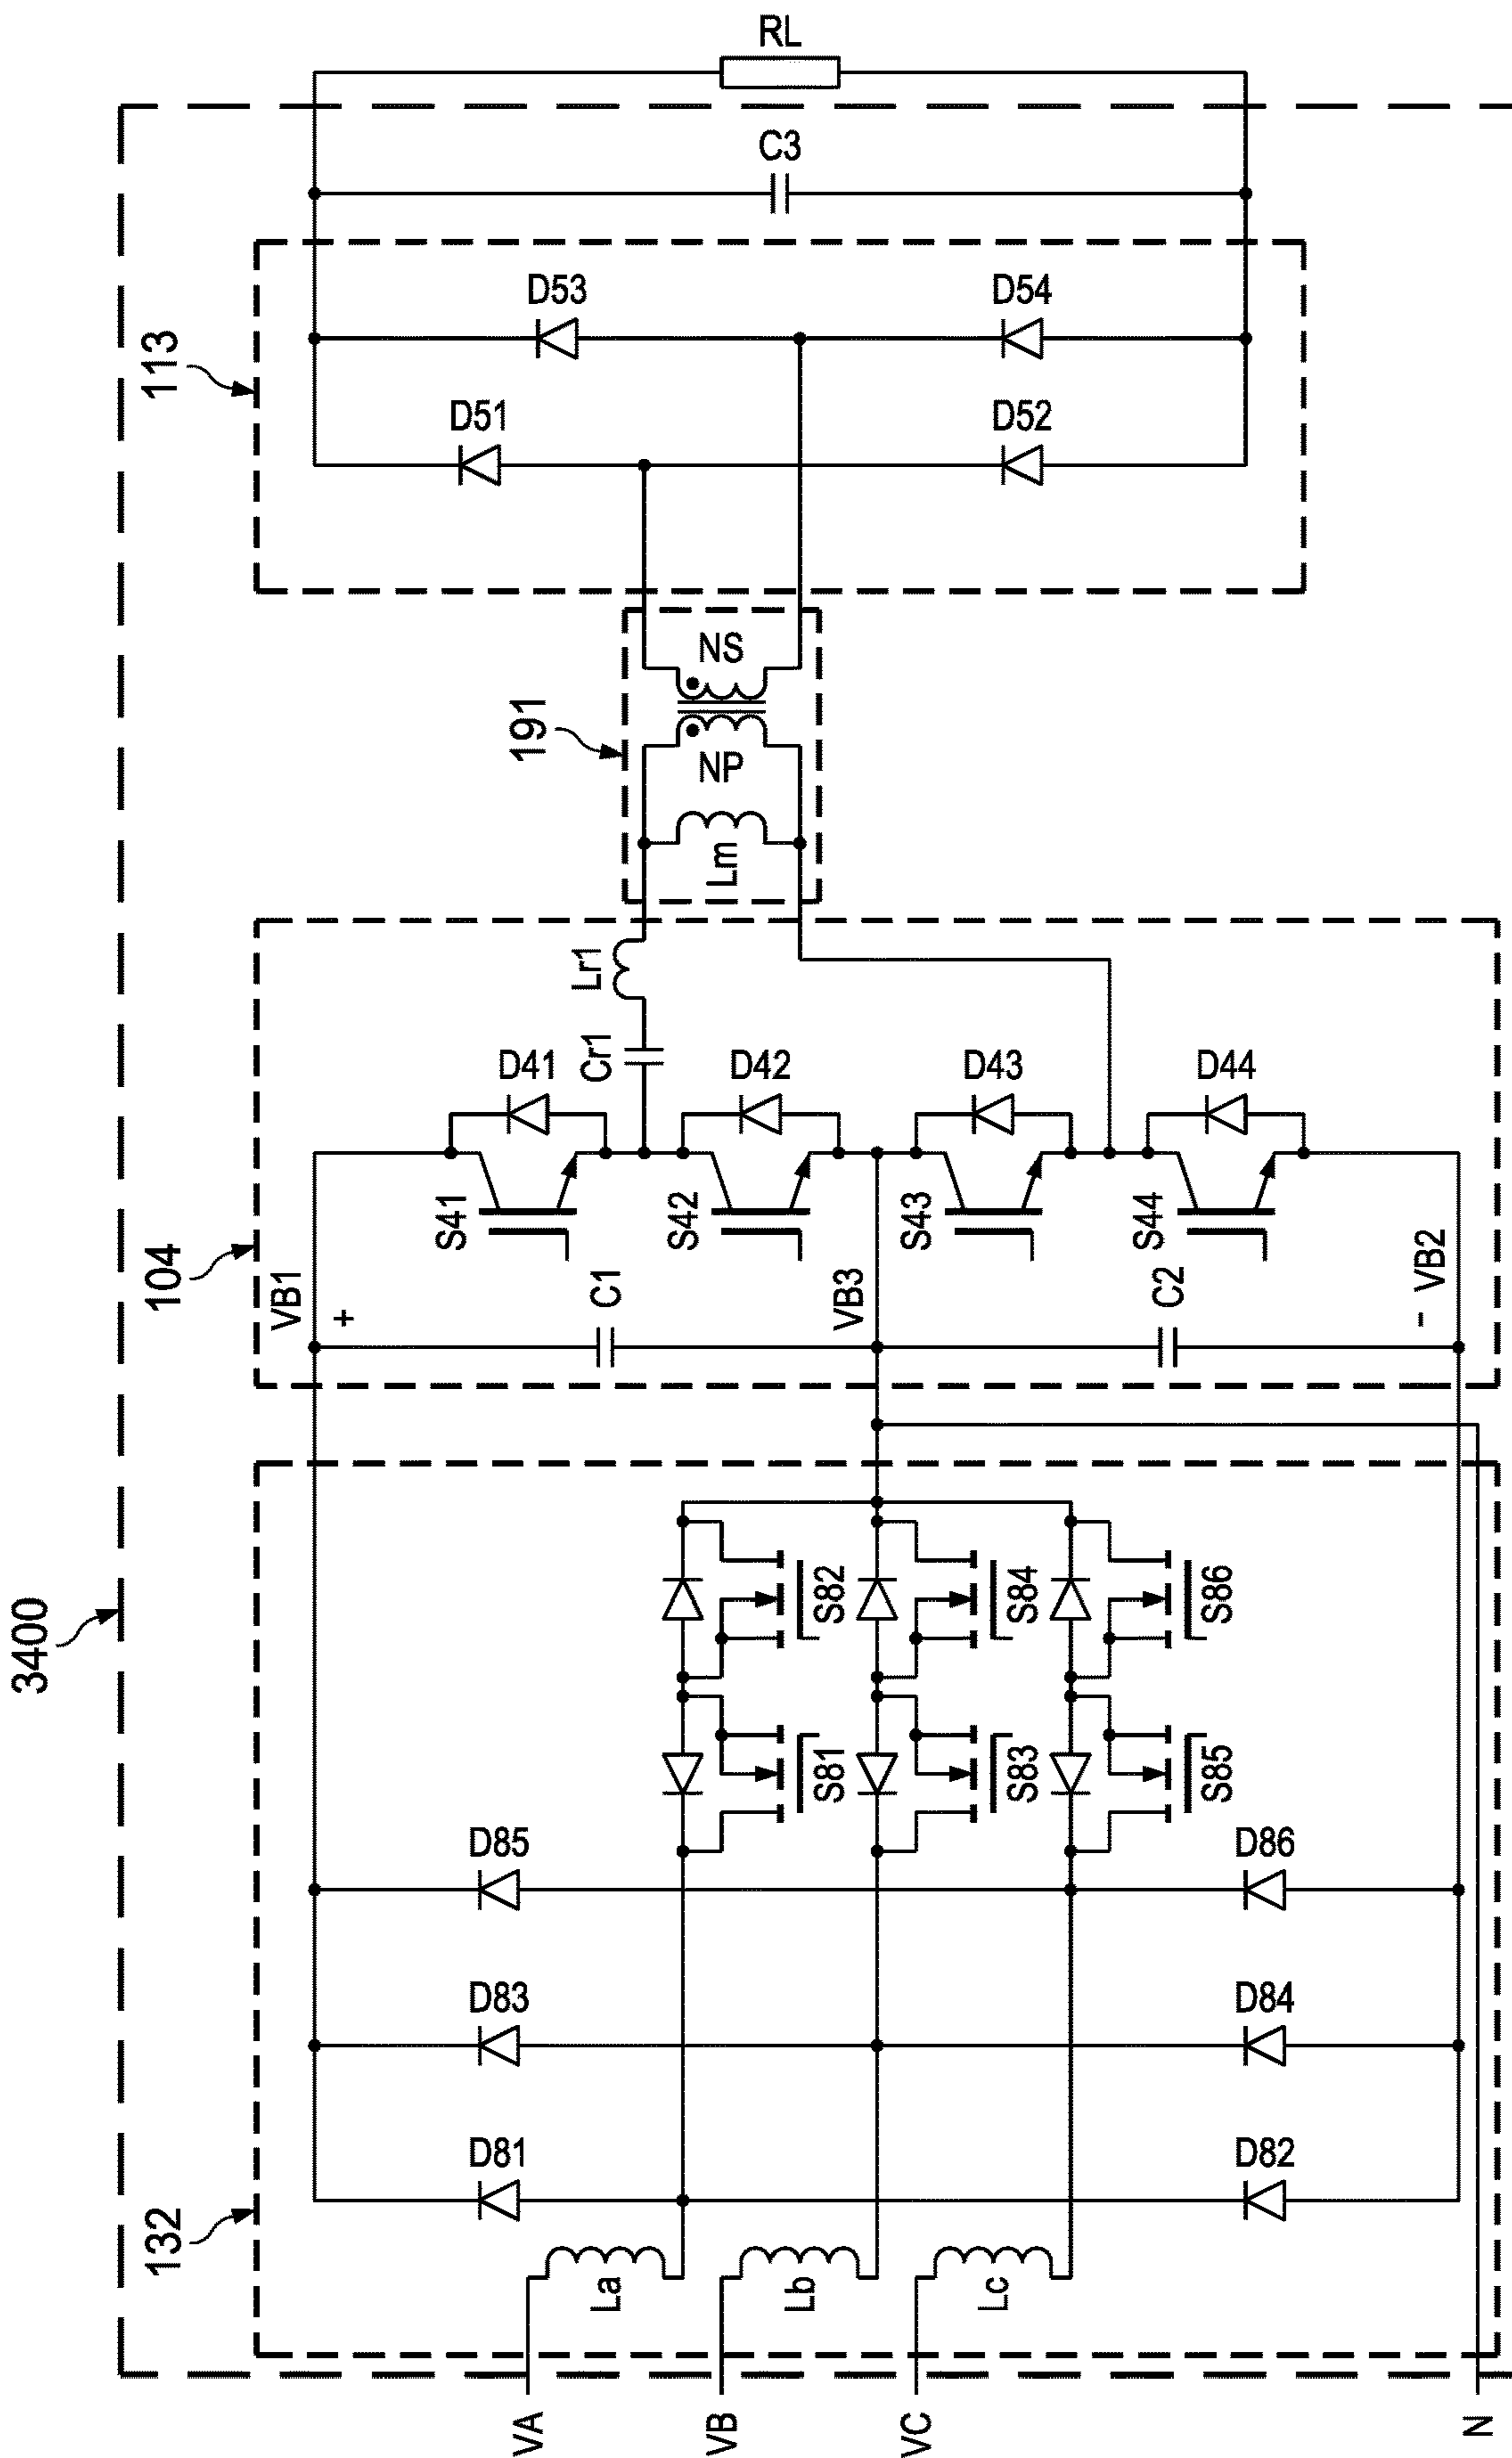 3400
132
104
191
113
VA
VB
VC
N
La
Lb
Lc
D81
D83
D85
D82
D84
D86
S81
S82
S83
S84
S85
S86
VB1
+
C1
VB3
C2
-
VB2
S41
S42
S43
S44
D41
D42
D43
D44
Cr1
Lr1
Lm
NP
NS
D51
D53
D52
D54
C3
RL